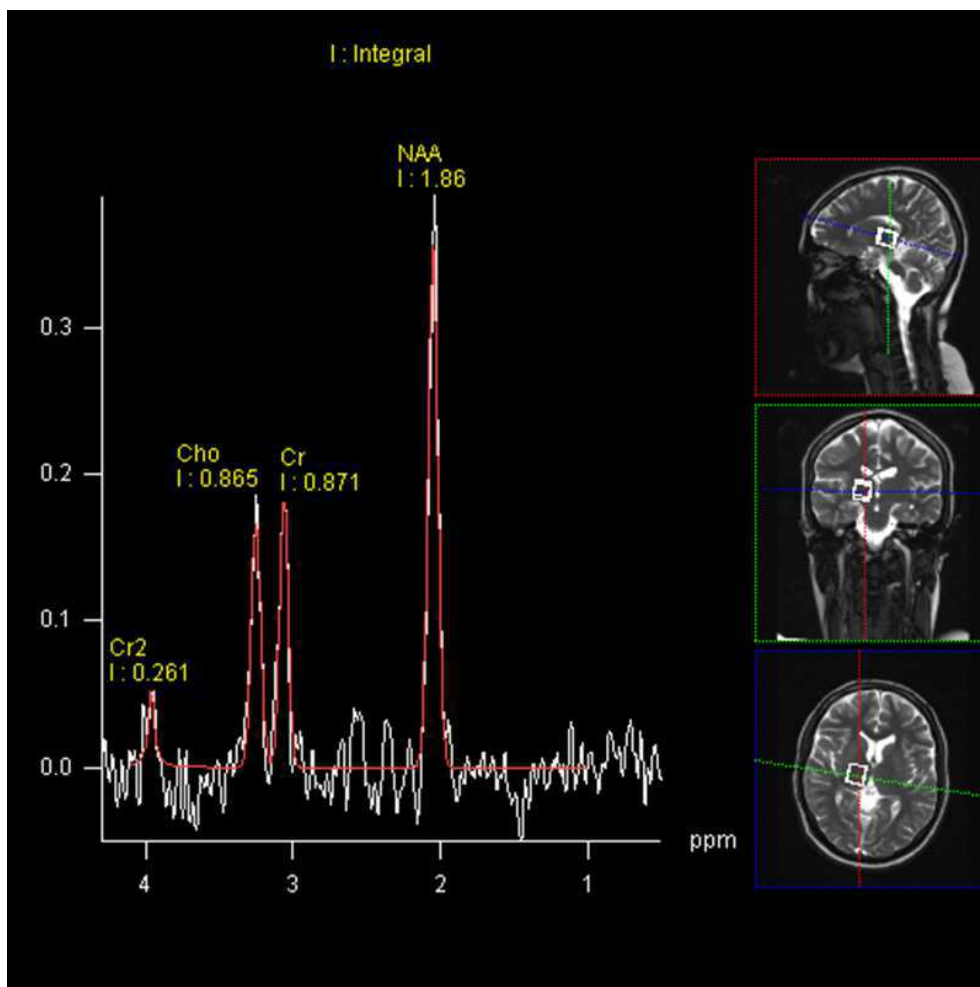 I : Integral
NAA
I : 1.86
0.3
0.2
Cho
I : 0.865
Cr
I : 0.871
0.1
Cr2
I : 0.261
0.0
ppm
4
3
2
1